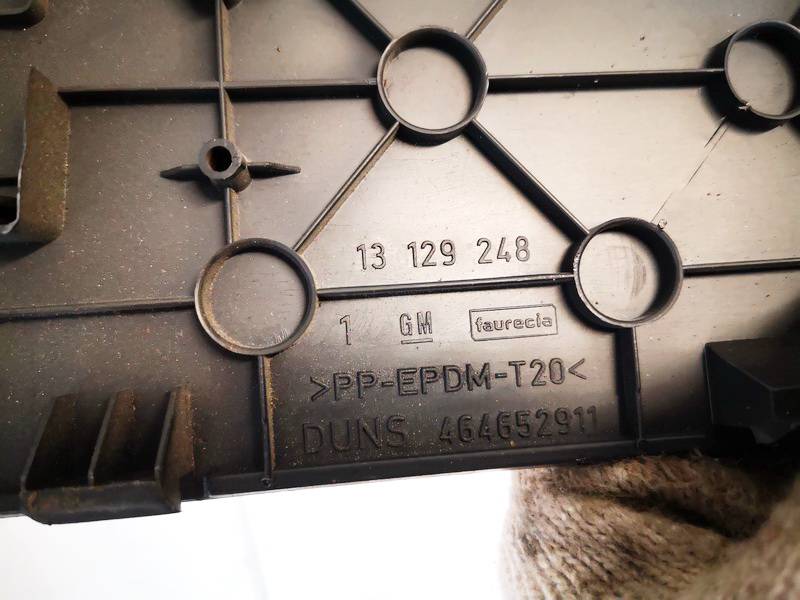 13 129 248
1 GM faurecia
>PP-EPDM-T20<
DUNS 464652911